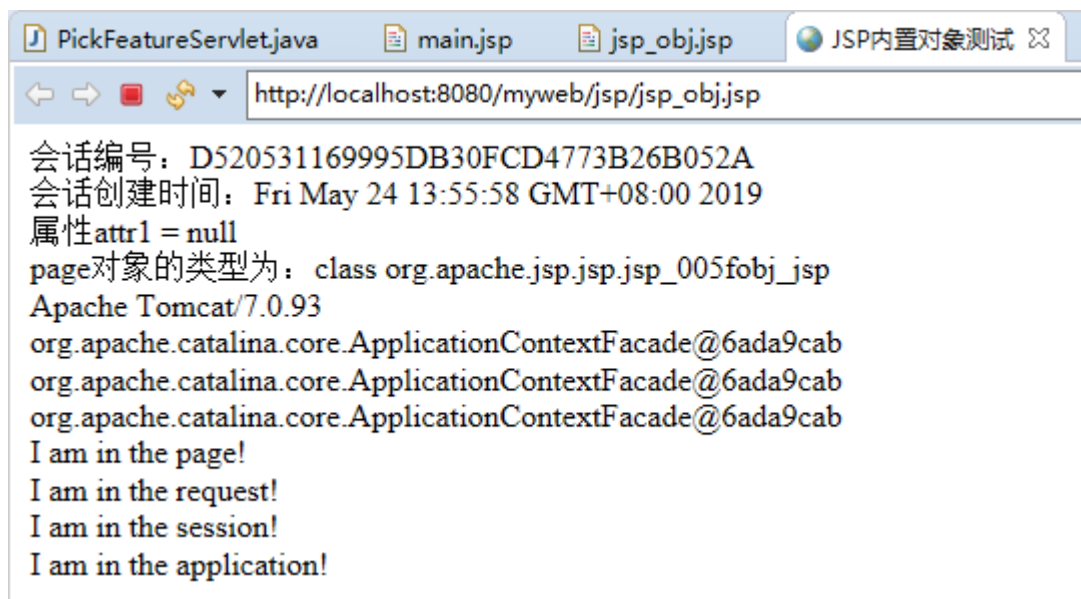 PickFeatureServlet.java main.jsp jsp_obj.jsp JSP内置对象测试
http://localhost:8080/myweb/jsp/jsp_obj.jsp
会话编号：D520531169995DB30FCD4773B26B052A
会话创建时间：Fri May 24 13:55:58 GMT+08:00 2019
属性attr1 = null
page对象的类型为：class org.apache.jsp.jsp.jsp_005fobj_jsp
Apache Tomcat/7.0.93
org.apache.catalina.core.ApplicationContextFacade@6ada9cab
org.apache.catalina.core.ApplicationContextFacade@6ada9cab
org.apache.catalina.core.ApplicationContextFacade@6ada9cab
I am in the page!
I am in the request!
I am in the session!
I am in the application!